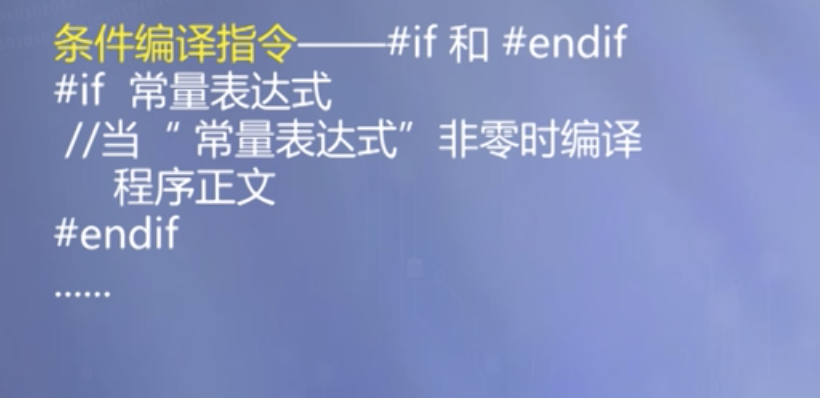 条件编译指令——#if 和 #endif
#if 常量表达式
//当“ 常量表达式” 非零时编译
程序正文
#endif
......